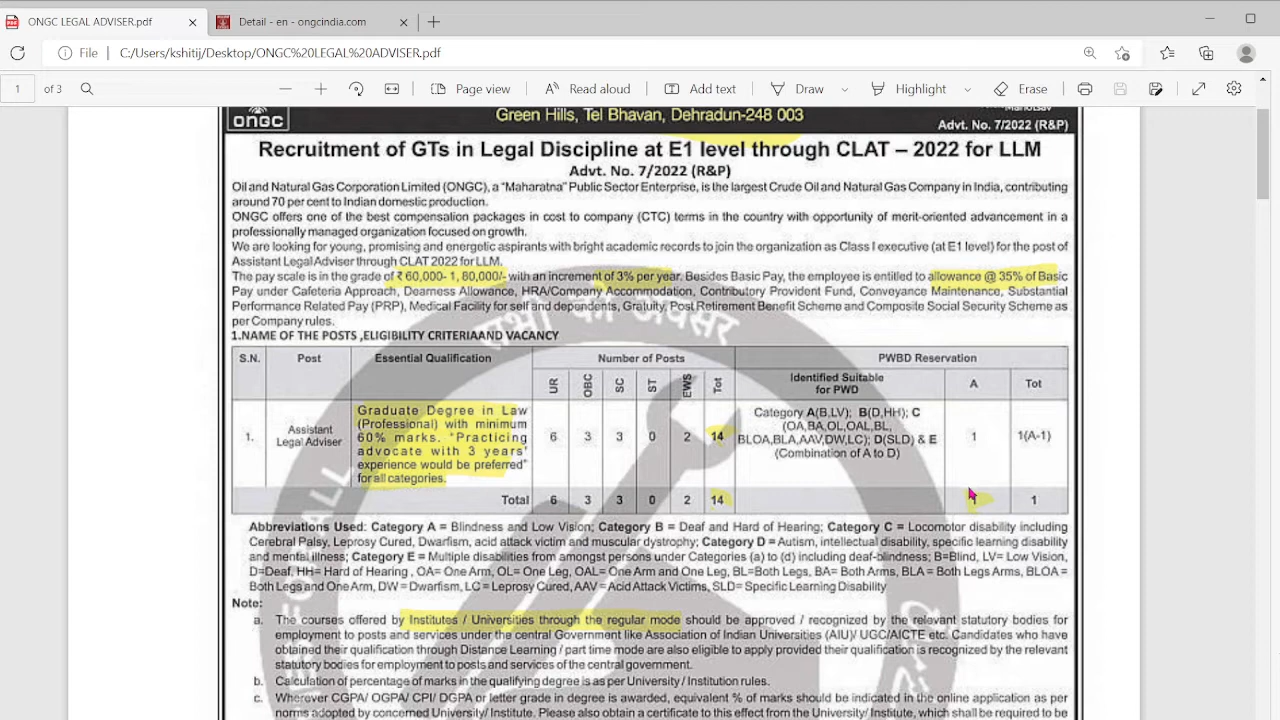 ONGC LEGAL ADVISER.pdf
Detail - en - ongcindia.com
File
C:/Users/kshitij/Desktop/ONGC%20LEGAL%20ADVISER.pdf
1 of 3
Page view
Read aloud
Add text
Draw
Highlight
Erase
ongc
Green Hills, Tel Bhavan, Dehradun-248 003
Advt. No. 7/2022 (R&P)
Recruitment of GTs in Legal Discipline at E1 level through CLAT – 2022 for LLM
Advt. No. 7/2022 (R&P)
Oil and Natural Gas Corporation Limited (ONGC), a "Maharatna" Public Sector Enterprise, is the largest Crude Oil and Natural Gas Company in India, contributing
around 70 per cent to Indian domestic production.
ONGC offers one of the best compensation packages in cost to company (CTC) terms in the country with opportunity of merit-oriented advancement in a
professionally managed organization focused on growth.
We are looking for young, promising and energetic aspirants with bright academic records to join the organization as Class I executive (at E1 level) for the post of
Assistant Legal Adviser through CLAT 2022 for LLM.
The pay scale is in the grade of ₹ 60,000- 1, 80,000/- with an increment of 3% per year. Besides Basic Pay, the employee is entitled to allowance @ 35% of Basic
Pay under Cafeteria Approach, Dearness Allowance, HRA/Company Accommodation, Contributory Provident Fund, Conveyance Maintenance, Substantial
Performance Related Pay (PRP), Medical Facility for self and dependents, Gratuity, Post Retirement Benefit Scheme and Composite Social Security Scheme as
per Company rules.
1.NAME OF THE POSTS ,ELIGIBILITY CRITERIAAND VACANCY
S.N. Post Essential Qualification Number of Posts PWBD Reservation
UR OBC SC ST EWS Tot Identified Suitable for PWD A Tot
1. Assistant Legal Adviser
Graduate Degree in Law
(Professional) with minimum
60% marks. "Practicing
advocate with 3 years'
experience would be preferred"
for all categories.
6 3 3 0 2 14
Category A(B,LV); B(D,HH); C
(OA,BA,OL,OAL,BL,
BLOA,BLA,AAV,DW,LC); D(SLD) & E
(Combination of A to D)
1 1(A-1)
Total 6 3 3 0 2 14 1 1
Abbreviations Used: Category A = Blindness and Low Vision; Category B = Deaf and Hard of Hearing; Category C = Locomotor disability including
Cerebral Palsy, Leprosy Cured, Dwarfism, acid attack victim and muscular dystrophy; Category D = Autism, intellectual disability, specific learning disability
and mental illness; Category E = Multiple disabilities from amongst persons under Categories (a) to (d) including deaf-blindness; B=Blind, LV= Low Vision,
D=Deaf, HH= Hard of Hearing , OA= One Arm, OL= One Leg, OAL= One Arm and One Leg, BL=Both Legs, BA= Both Arms, BLA = Both Legs Arms, BLOA =
Both Legs and One Arm, DW = Dwarfism, LC = Leprosy Cured, AAV = Acid Attack Victims, SLD= Specific Learning Disability
Note:
a. The courses offered by Institutes / Universities through the regular mode should be approved / recognized by the relevant statutory bodies for
employment to posts and services under the central Government like Association of Indian Universities (AIU)/ UGC/AICTE etc. Candidates who have
obtained their qualification through Distance Learning / part time mode are also eligible to apply provided their qualification is recognized by the relevant
statutory bodies for employment to posts and services of the central government.
b. Calculation of percentage of marks in the qualifying degree is as per University / Institution rules.
c. Wherever CGPA/ OGPA/ CPI/ DGPA or letter grade in degree is awarded, equivalent % of marks should be indicated in the online application as per
norms adopted by concerned University/ Institute. Please also obtain a certificate to this effect from the University/ Institute, which shall be required to be